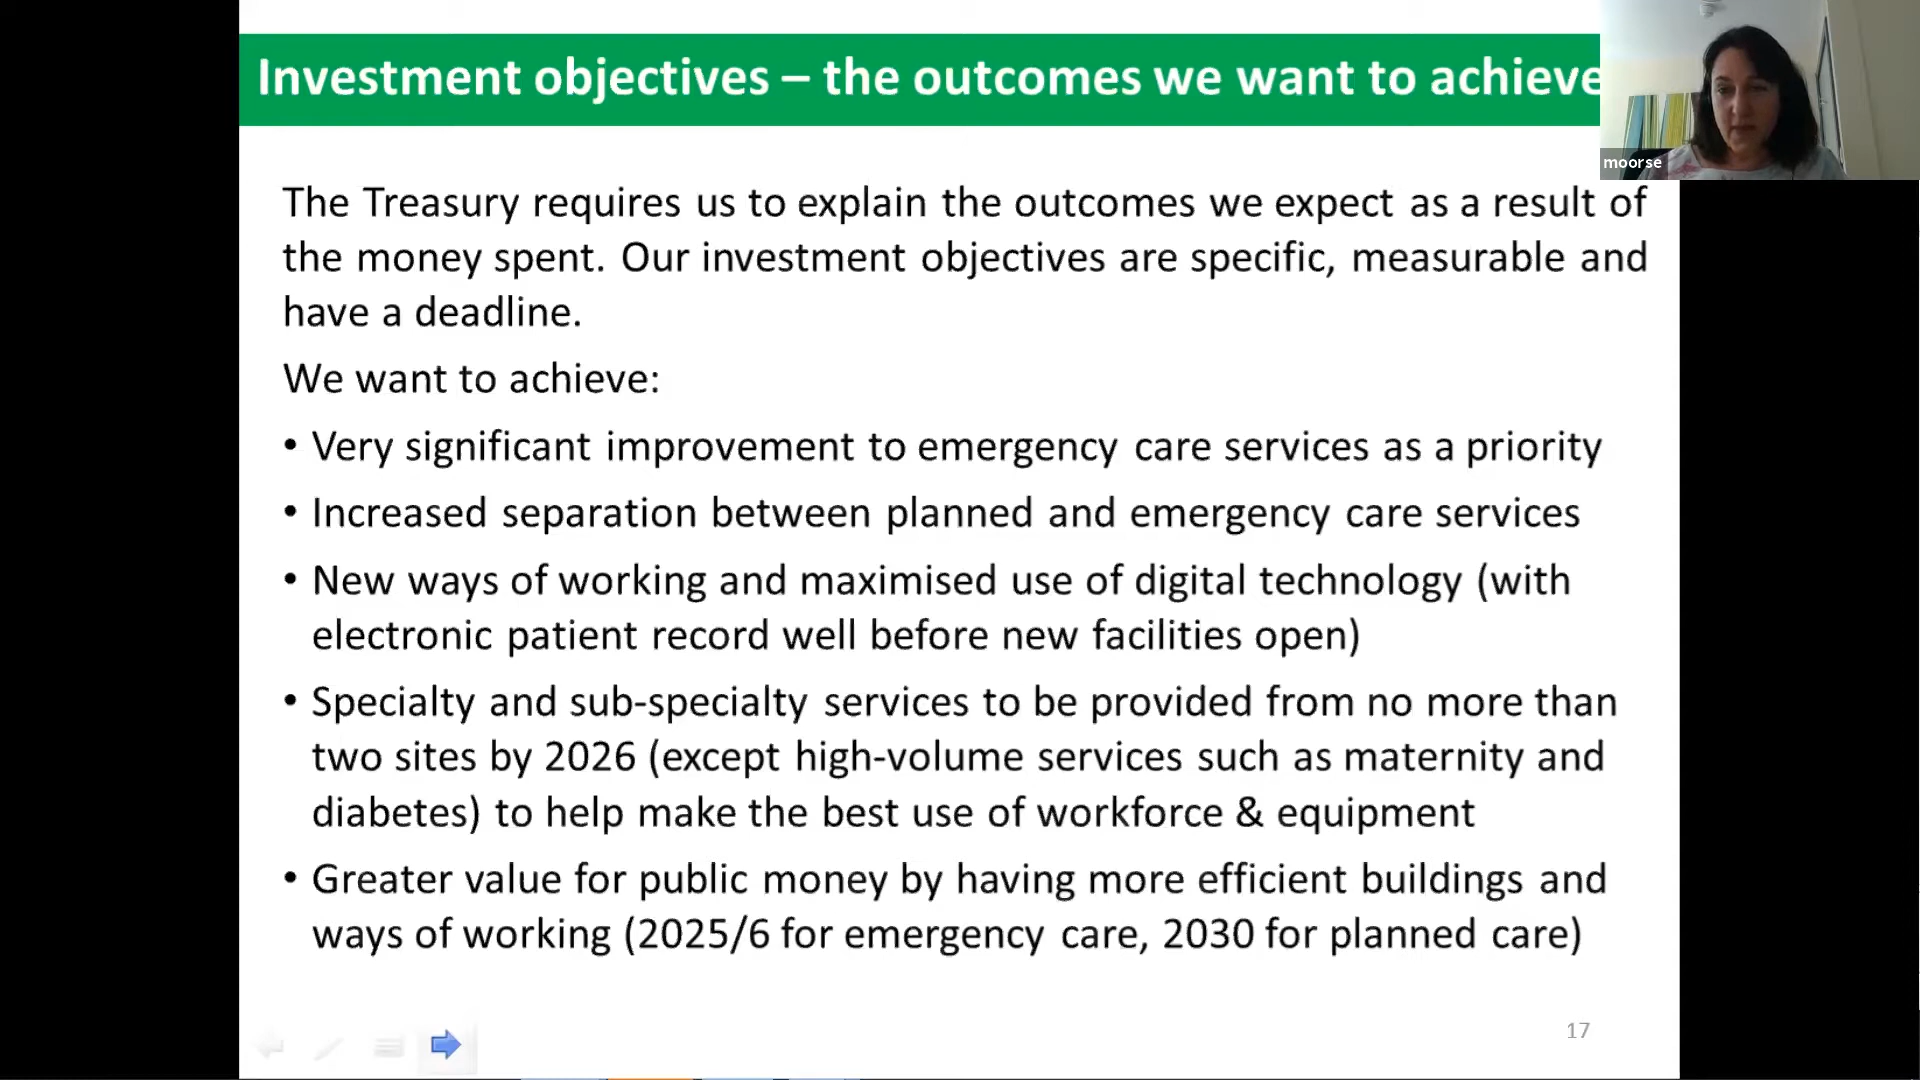 Investment objectives – the outcomes we want to achieve
moorse
The Treasury requires us to explain the outcomes we expect as a result of
the money spent. Our investment objectives are specific, measurable and
have a deadline.
We want to achieve:
• Very significant improvement to emergency care services as a priority
• Increased separation between planned and emergency care services
• New ways of working and maximised use of digital technology (with
electronic patient record well before new facilities open)
• Specialty and sub-specialty services to be provided from no more than
two sites by 2026 (except high-volume services such as maternity and
diabetes) to help make the best use of workforce & equipment
• Greater value for public money by having more efficient buildings and
ways of working (2025/6 for emergency care, 2030 for planned care)
17